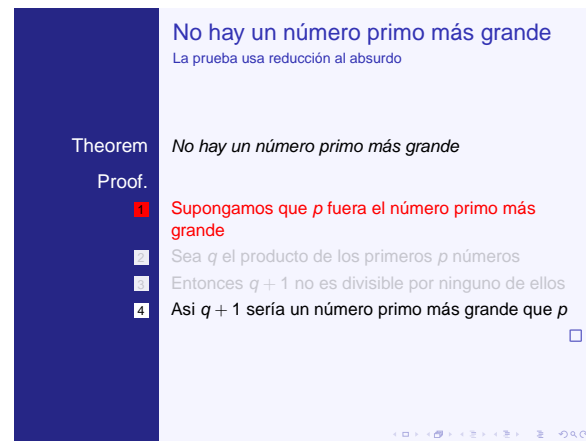 No hay un número primo más grande
La prueba usa reducción al absurdo
Theorem No hay un número primo más grande
Proof.
1 Supongamos que p fuera el número primo más
grande
2 Sea q el producto de los primeros p números
3 Entonces q + 1 no es divisible por ninguno de ellos
4 Asi q + 1 sería un número primo más grande que p